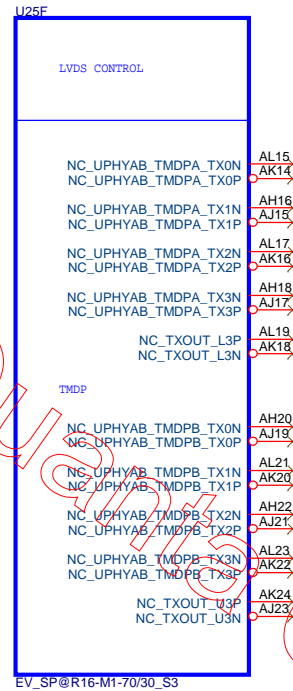 U25F
LVDS CONTROL
NC_UPHYAB_TMDPA_TX0N AL15
NC_UPHYAB_TMDPA_TX0P AK14
NC_UPHYAB_TMDPA_TX1N AH16
NC_UPHYAB_TMDPA_TX1P AJ15
NC_UPHYAB_TMDPA_TX2N AL17
NC_UPHYAB_TMDPA_TX2P AK16
NC_UPHYAB_TMDPA_TX3N AH18
NC_UPHYAB_TMDPA_TX3P AJ17
NC_TXOUT_L3P AL19
NC_TXOUT_L3N AK18
TMDP
NC_UPHYAB_TMDPB_TX0N AH20
NC_UPHYAB_TMDPB_TX0P AJ19
NC_UPHYAB_TMDPB_TX1N AL21
NC_UPHYAB_TMDPB_TX1P AK20
NC_UPHYAB_TMDPB_TX2N AH22
NC_UPHYAB_TMDPB_TX2P AJ21
NC_UPHYAB_TMDPB_TX3N AL23
NC_UPHYAB_TMDPB_TX3P AK22
NC_TXOUT_U3P AK24
NC_TXOUT_U3N AJ23
EV_SP@R16-M1-70/30_S3